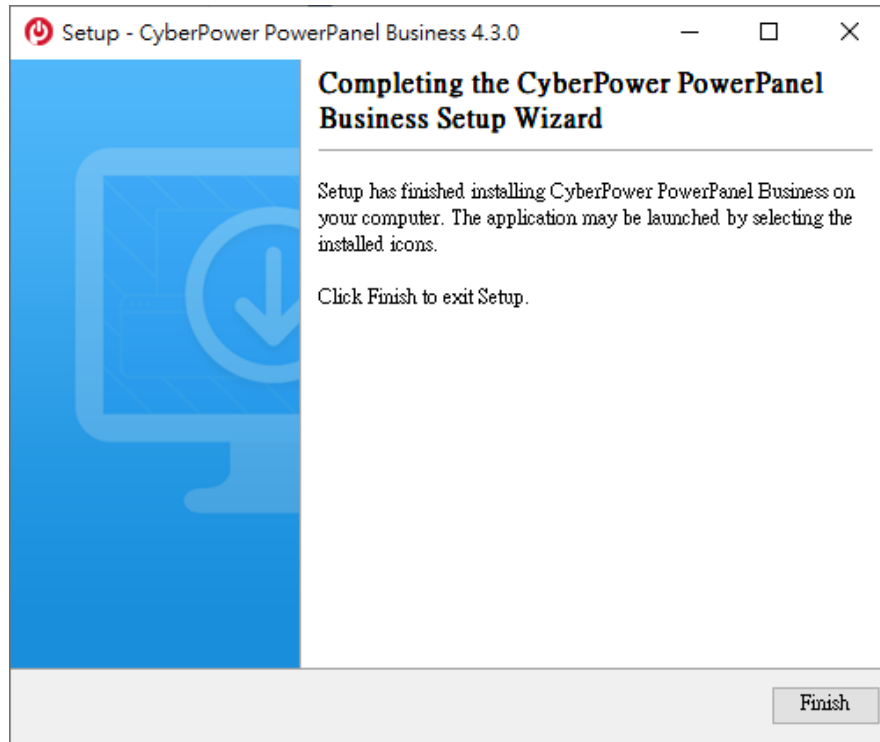 Setup - CyberPower PowerPanel Business 4.3.0
Completing the CyberPower PowerPanel
Business Setup Wizard
Setup has finished installing CyberPower PowerPanel Business on
your computer. The application may be launched by selecting the
installed icons.
Click Finish to exit Setup.
Finish